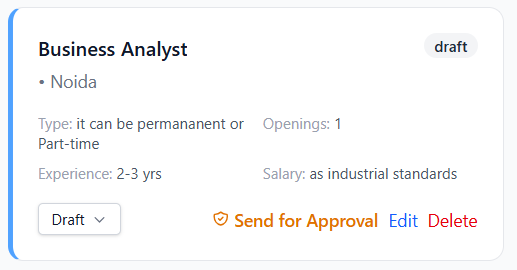 Business Analyst
draft
• Noida
Type: it can be permananent or
Part-time
Openings: 1
Experience: 2-3 yrs
Salary: as industrial standards
Draft
Send for Approval
Edit
Delete